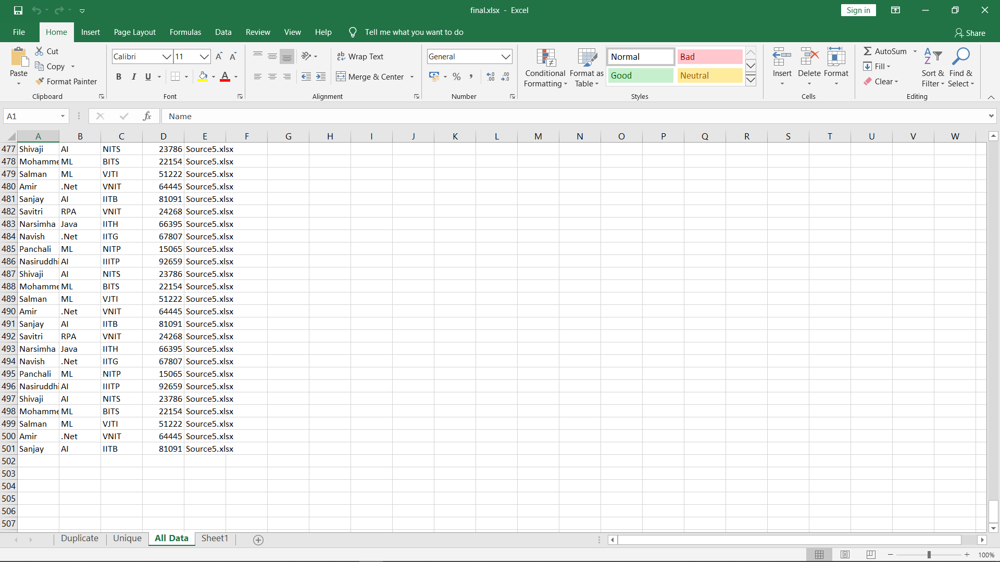 final.xlsx - Excel
Sign in
File Home Insert Page Layout Formulas Data Review View Help Tell me what you want to do Share
Paste Cut Copy Format Painter Clipboard
Calibri 11 B I U A Font
Wrap Text Merge & Center Alignment
General % Number
Conditional Formatting Format as Table Normal Bad Good Neutral Styles
Insert Delete Format Cells
AutoSum Fill Clear Sort & Filter Find & Select Editing
A1 fx Name
A B C D E F G H I J K L M N O P Q R S T U V W
477 Shivaji AI NITS 23786 Source5.xlsx
478 Mohamme ML BITS 22154 Source5.xlsx
479 Salman ML VJTI 51222 Source5.xlsx
480 Amir .Net VNIT 64445 Source5.xlsx
481 Sanjay AI IITB 81091 Source5.xlsx
482 Savitri RPA VNIT 24268 Source5.xlsx
483 Narsimha Java IITH 66395 Source5.xlsx
484 Navish .Net IITG 67807 Source5.xlsx
485 Panchali ML NITP 15065 Source5.xlsx
486 Nasiruddhi AI IIITP 92659 Source5.xlsx
487 Shivaji AI NITS 23786 Source5.xlsx
488 Mohamme ML BITS 22154 Source5.xlsx
489 Salman ML VJTI 51222 Source5.xlsx
490 Amir .Net VNIT 64445 Source5.xlsx
491 Sanjay AI IITB 81091 Source5.xlsx
492 Savitri RPA VNIT 24268 Source5.xlsx
493 Narsimha Java IITH 66395 Source5.xlsx
494 Navish .Net IITG 67807 Source5.xlsx
495 Panchali ML NITP 15065 Source5.xlsx
496 Nasiruddhi AI IIITP 92659 Source5.xlsx
497 Shivaji AI NITS 23786 Source5.xlsx
498 Mohamme ML BITS 22154 Source5.xlsx
499 Salman ML VJTI 51222 Source5.xlsx
500 Amir .Net VNIT 64445 Source5.xlsx
501 Sanjay AI IITB 81091 Source5.xlsx
502
503
504
505
506
507
Duplicate Unique All Data Sheet1
100%